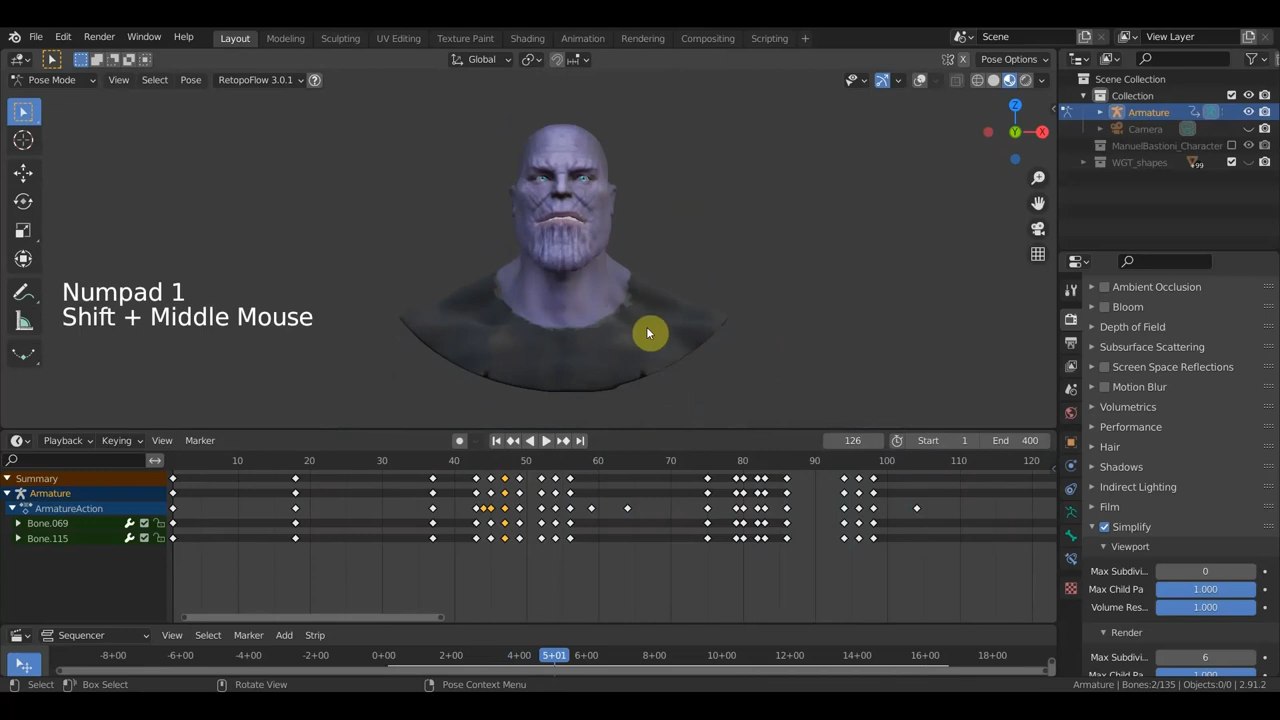 File Edit Render Window Help Layout Modeling Sculpting UV Editing Texture Paint Shading Animation Rendering Compositing Scripting + Scene View Layer
Global Pose Options
Pose Mode View Select Pose RetopoFlow 3.0.1
Scene Collection
Collection
Armature
Camera
ManuelBastioni_Character
WGT_shapes 99
Z
Y X
Numpad 1
Shift + Middle Mouse
Ambient Occlusion
Bloom
Depth of Field
Subsurface Scattering
Screen Space Reflections
Motion Blur
Volumetrics
Performance
Hair
Shadows
Indirect Lighting
Film
Simplify
Viewport
Max Subdivi... 0
Max Child Pa 1.000
Volume Res... 1.000
Render
Max Subdivi... 6
Max Child Pa 1.000
Playback Keying View Marker 126 Start 1 End 400
10 20 30 40 50 60 70 80 90 100 110 120
Summary
Armature
ArmatureAction
Bone.069
Bone.115
Sequencer View Select Marker Add Strip
-8+00 -6+00 -4+00 -2+00 0+00 2+00 4+00 5+01 6+00 8+00 10+00 12+00 14+00 16+00 18+00
Select Box Select Rotate View Pose Context Menu Armature | Bones:2/135 | Objects:0/0 | 2.91.2